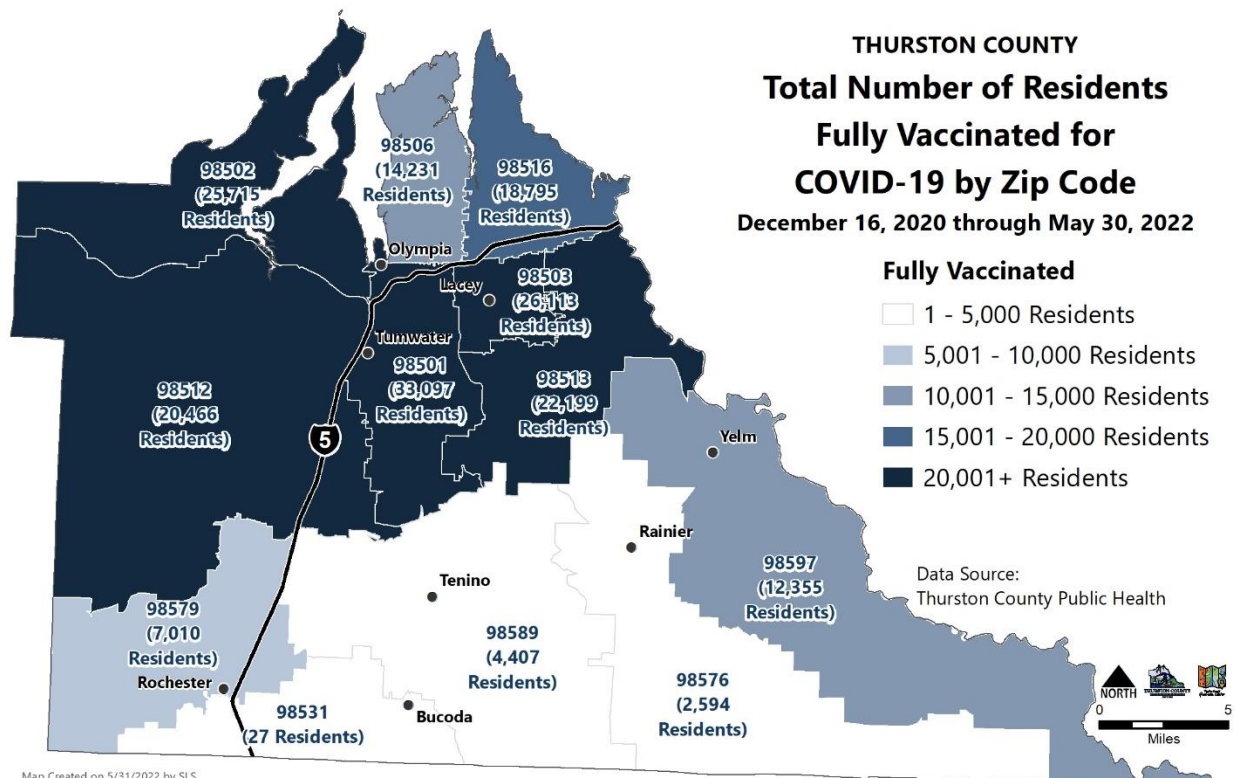 THURSTON COUNTY
Total Number of Residents
Fully Vaccinated for
COVID-19 by Zip Code
December 16, 2020 through May 30, 2022
Fully Vaccinated
1 - 5,000 Residents
5,001 - 10,000 Residents
10,001 - 15,000 Residents
15,001 - 20,000 Residents
20,001+ Residents
98502
(25,715
Residents)
98506
(14,231
Residents)
98516
(18,795
Residents)
Olympia
98503
(26,113
Residents)
Lacey
Tumwater
98501
(33,097
Residents)
98512
(20,466
Residents)
98513
(22,199
Residents)
5
Yelm
Rainier
98597
(12,355
Residents)
Tenino
98579
(7,010
Residents)
Rochester
98589
(4,407
Residents)
98576
(2,594
Residents)
98531
(27 Residents)
Bucoda
Data Source:
Thurston County Public Health
NORTH
THURSTON COUNTY
0 5
Miles
Map Created on 5/31/2022 by SLS